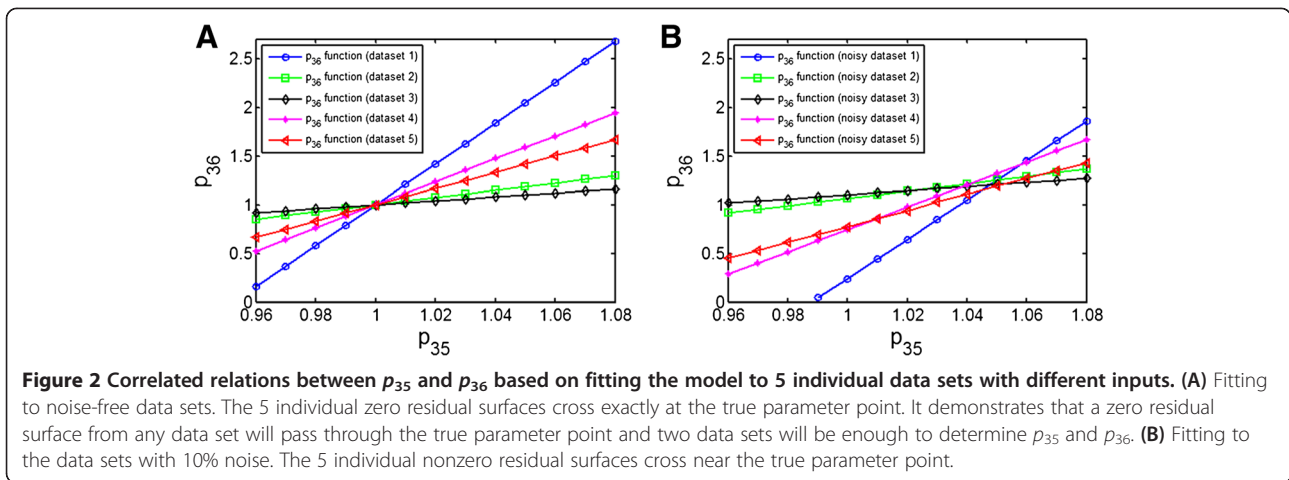 A
p36 function (dataset 1)
p36 function (dataset 2)
p36 function (dataset 3)
p36 function (dataset 4)
p36 function (dataset 5)
2.5
2
1.5
1
0.5
0
p36
0.96 0.98 1 1.02 1.04 1.06 1.08
p35
B
p36 function (noisy dataset 1)
p36 function (noisy dataset 2)
p36 function (noisy dataset 3)
p36 function (noisy dataset 4)
p36 function (noisy dataset 5)
2.5
2
1.5
1
0.5
0
p36
0.96 0.98 1 1.02 1.04 1.06 1.08
p35
Figure 2 Correlated relations between p35 and p36 based on fitting the model to 5 individual data sets with different inputs. (A) Fitting
to noise-free data sets. The 5 individual zero residual surfaces cross exactly at the true parameter point. It demonstrates that a zero residual
surface from any data set will pass through the true parameter point and two data sets will be enough to determine p35 and p36. (B) Fitting to
the data sets with 10% noise. The 5 individual nonzero residual surfaces cross near the true parameter point.